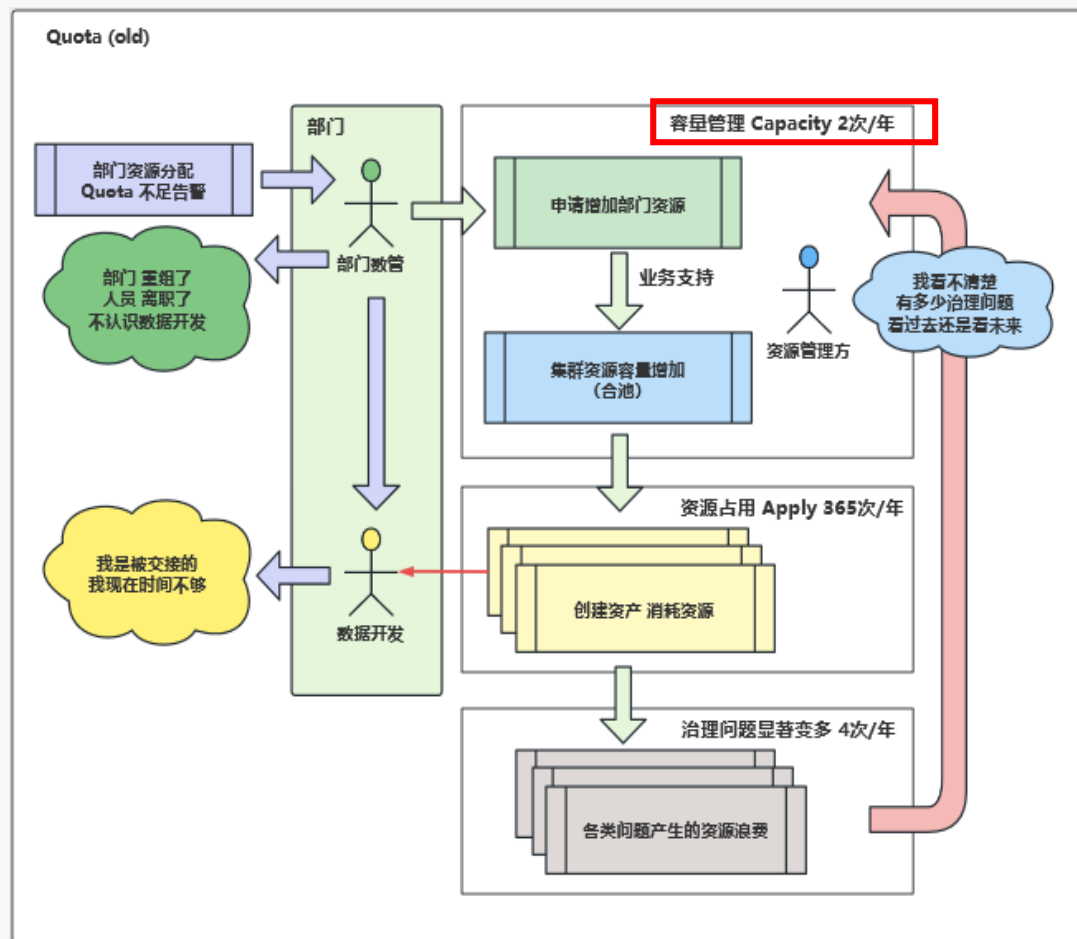 Quota (old)
部门
容量管理 Capacity 2次/年
部门资源分配
Quota 不足告警
申请增加部门资源
部门数管
部门 重组了
人员 离职了
不认识数据开发
业务支持
我看不清楚
有多少治理问题
看过去还是看未来
资源管理方
集群资源容量增加
（合池）
资源占用 Apply 365次/年
我是被交接的
我现在时间不够
创建资产 消耗资源
数据开发
治理问题显著变多 4次/年
各类问题产生的资源浪费